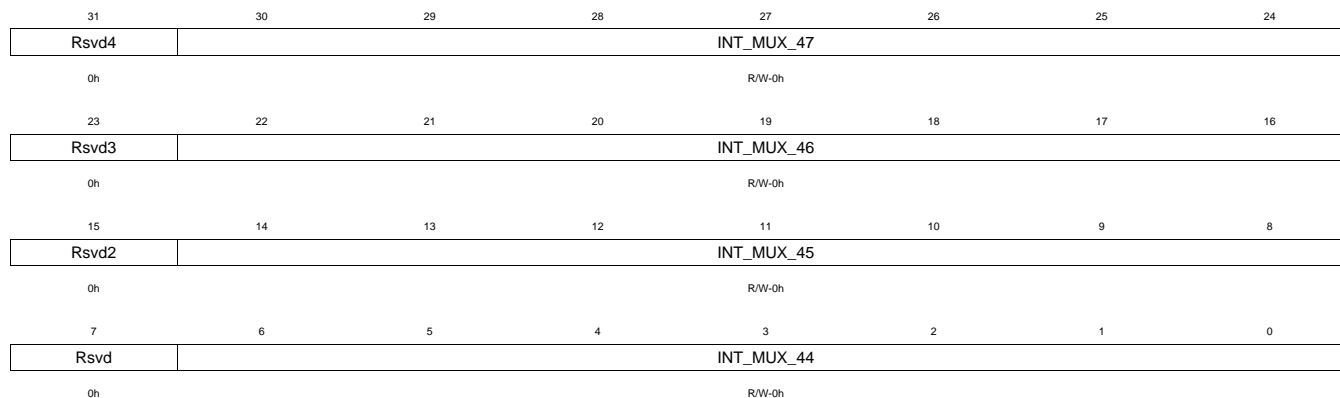 31 30 29 28 27 26 25 24
Rsvd4 INT_MUX_47
0h R/W-0h
23 22 21 20 19 18 17 16
Rsvd3 INT_MUX_46
0h R/W-0h
15 14 13 12 11 10 9 8
Rsvd2 INT_MUX_45
0h R/W-0h
7 6 5 4 3 2 1 0
Rsvd INT_MUX_44
0h R/W-0h